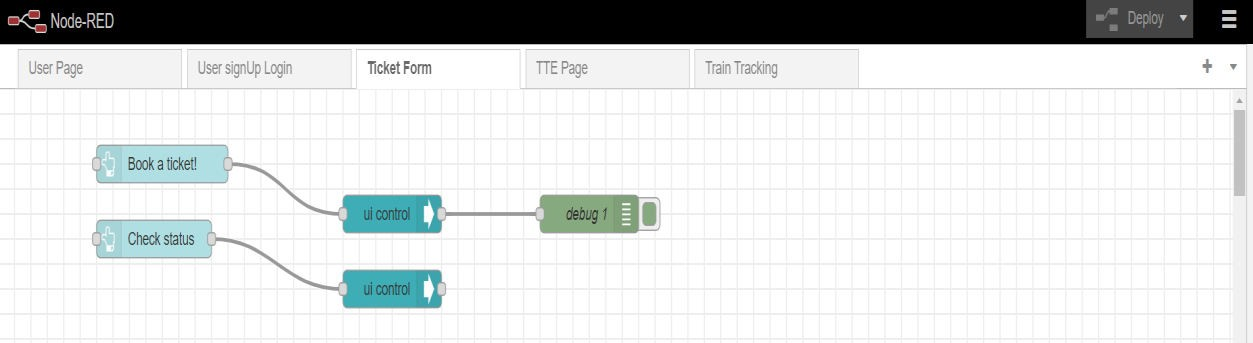 Node-RED
Deploy
User Page
User signUp Login
Ticket Form
TTE Page
Train Tracking
Book a ticket!
ui control
debug 1
Check status
ui control